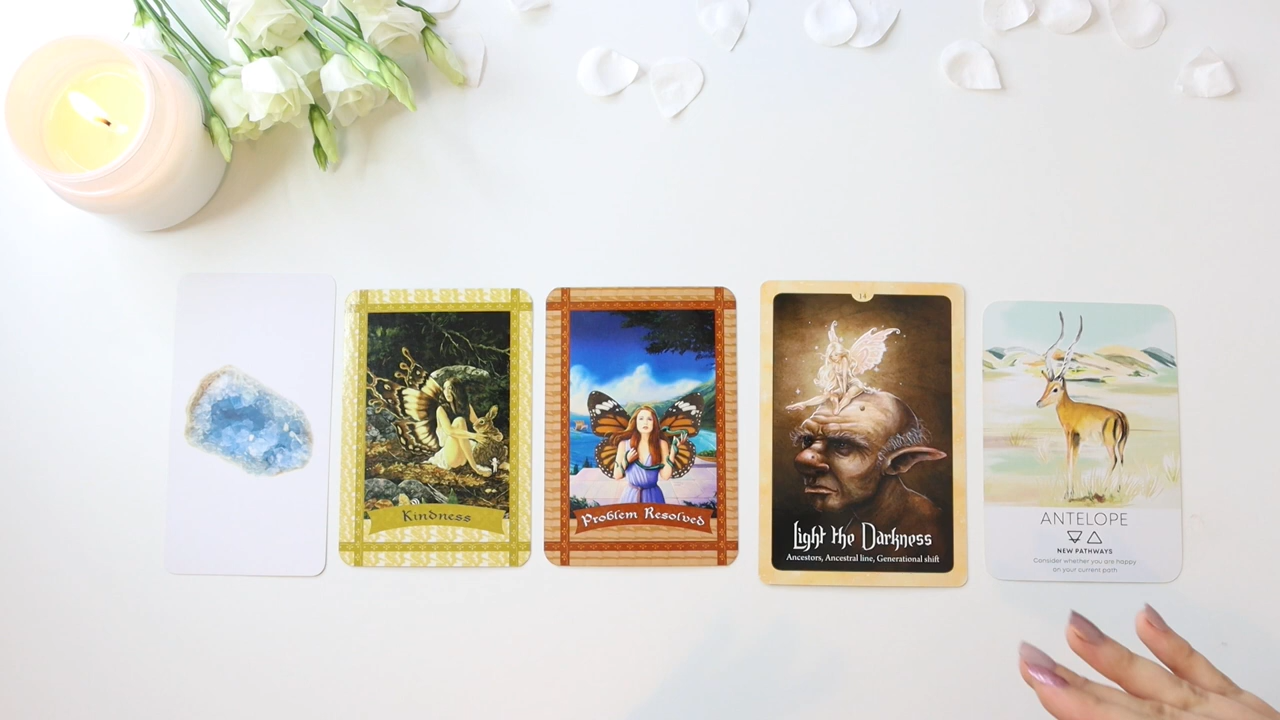 Kindness
Problem Resolved
14
Light the Darkness
Ancestors, Ancestral line, Generational shift
ANTELOPE
NEW PATHWAYS
Consider whether you are happy
on your current path